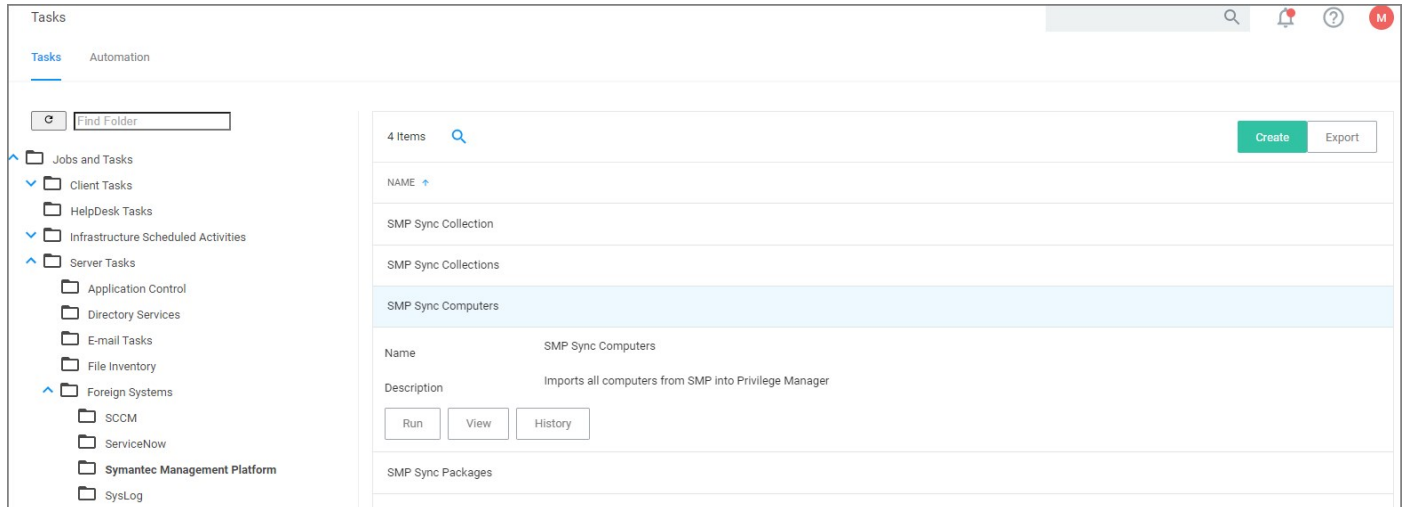 Tasks
M
Tasks
Automation
Find Folder
Jobs and Tasks
Client Tasks
HelpDesk Tasks
Infrastructure Scheduled Activities
Server Tasks
Application Control
Directory Services
E-mail Tasks
File Inventory
Foreign Systems
SCCM
ServiceNow
Symantec Management Platform
SysLog
4 Items
Create
Export
NAME
SMP Sync Collection
SMP Sync Collections
SMP Sync Computers
Name SMP Sync Computers
Description Imports all computers from SMP into Privilege Manager
Run View History
SMP Sync Packages